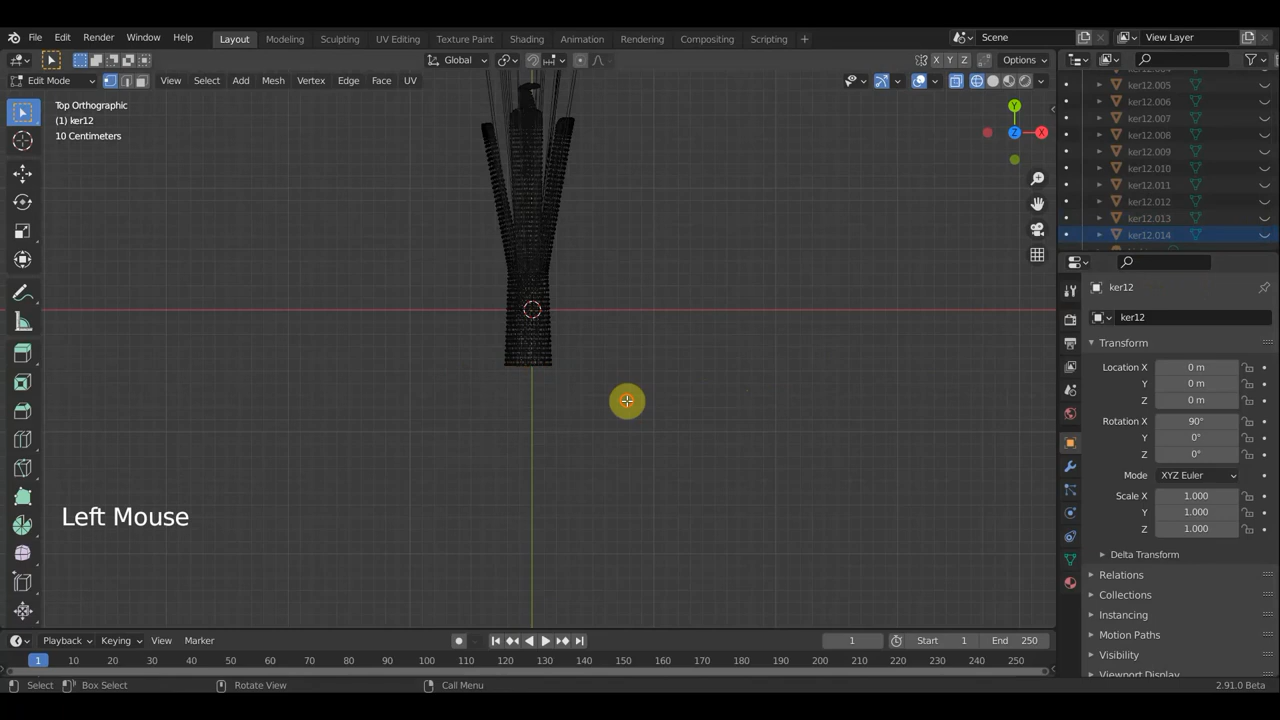 File Edit Render Window Help Layout Modeling Sculpting UV Editing Texture Paint Shading Animation Rendering Compositing Scripting + Scene View Layer
Global X Y Z Options
Edit Mode View Select Add Mesh Vertex Edge Face UV
Top Orthographic
(1) ker12
10 Centimeters
Y
X
Z
ker12.005
ker12.006
ker12.007
ker12.008
ker12.009
ker12.010
ker12.011
ker12.012
ker12.013
ker12.014
ker12
ker12
Transform
Location X 0 m
Y 0 m
Z 0 m
Rotation X 90°
Y 0°
Z 0°
Mode XYZ Euler
Scale X 1.000
Y 1.000
Z 1.000
Delta Transform
Relations
Collections
Instancing
Motion Paths
Visibility
Viewport Display
Left Mouse
Playback Keying View Marker 1 Start 1 End 250
1 10 20 30 40 50 60 70 80 90 100 110 120 130 140 150 160 170 180 190 200 210 220 230 240 250
Select Box Select Rotate View Call Menu 2.91.0 Beta